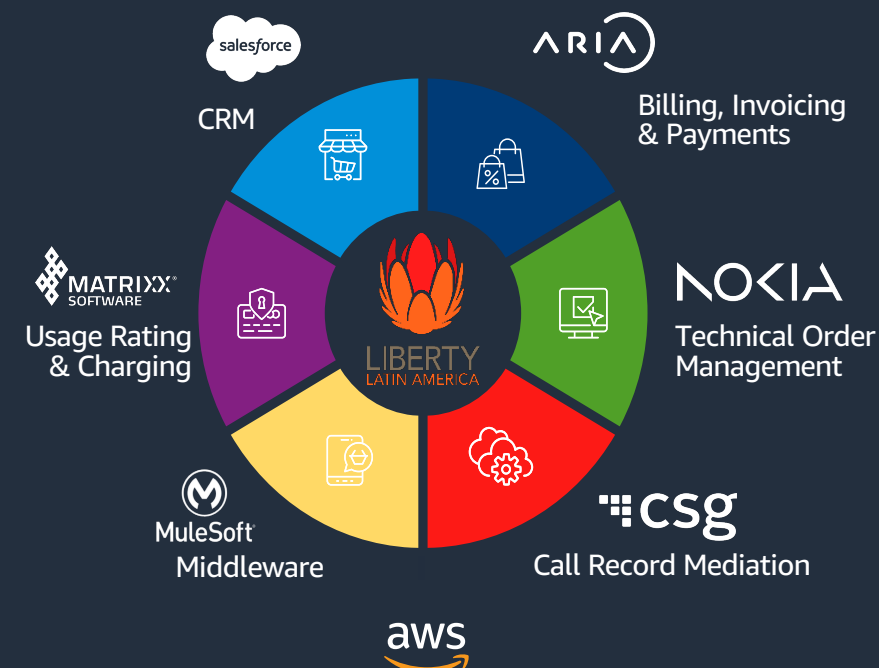 salesforce
CRM
ARIA
Billing, Invoicing
& Payments
MATRIXX®
SOFTWARE
Usage Rating
& Charging
LIBERTY
LATIN AMERICA
NOKIA
Technical Order
Management
%
MuleSoft®
Middleware
csg
Call Record Mediation
aws